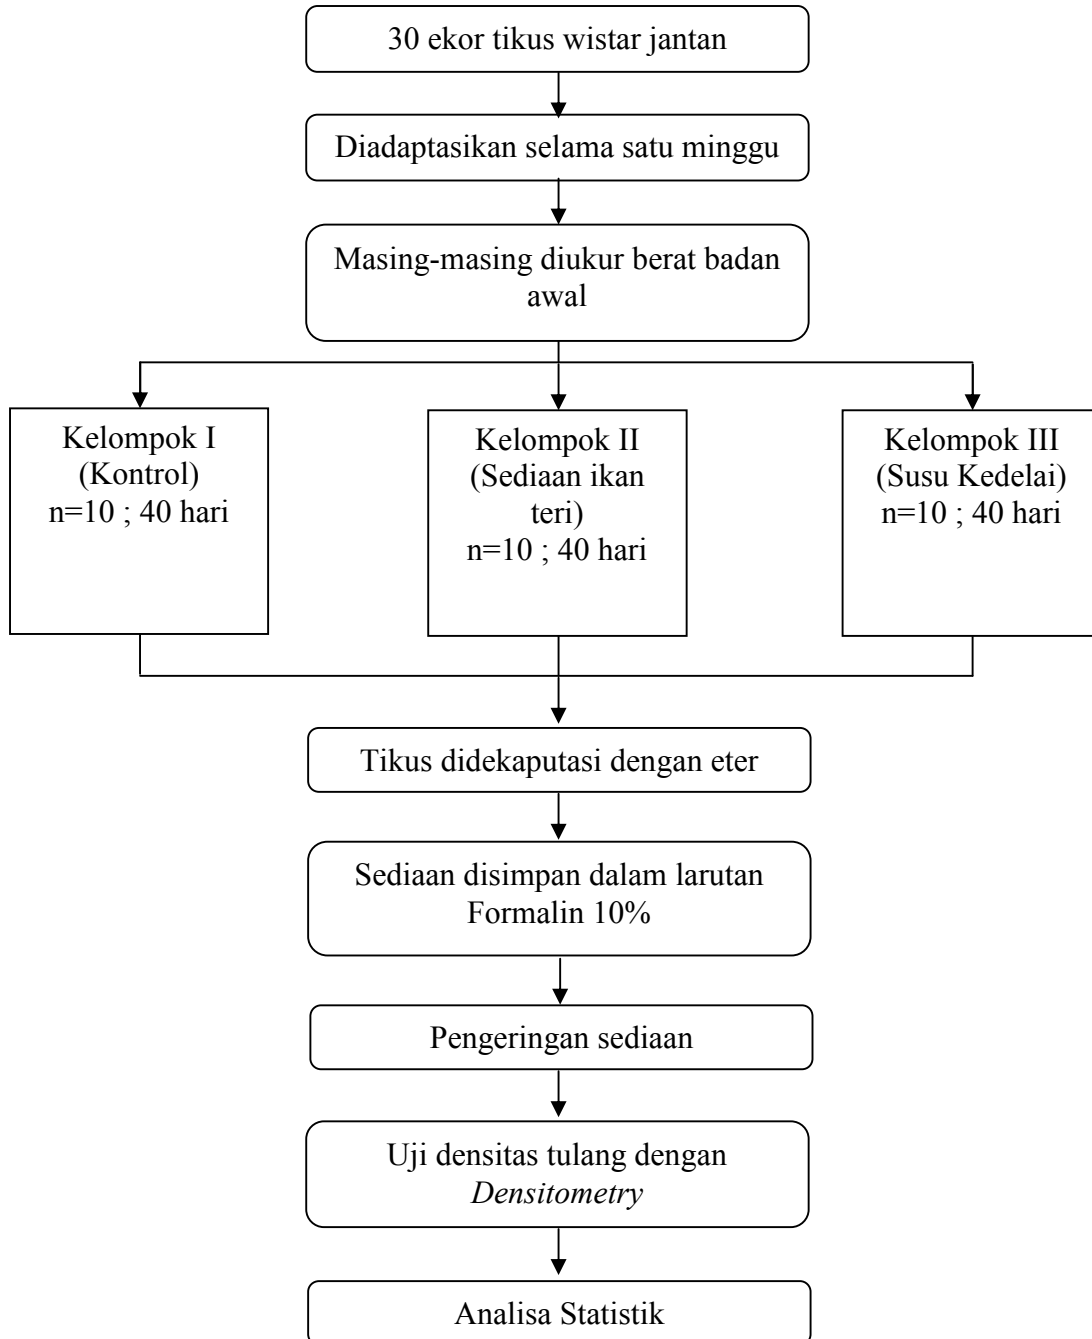 30 ekor tikus wistar jantan
Diadaptasikan selama satu minggu
Masing-masing diukur berat badan
awal
Kelompok I
(Kontrol)
n=10 ; 40 hari
Kelompok II
(Sediaan ikan
teri)
n=10 ; 40 hari
Kelompok III
(Susu Kedelai)
n=10 ; 40 hari
Tikus didekaputasi dengan eter
Sediaan disimpan dalam larutan
Formalin 10%
Pengeringan sediaan
Uji densitas tulang dengan
Densitometry
Analisa Statistik